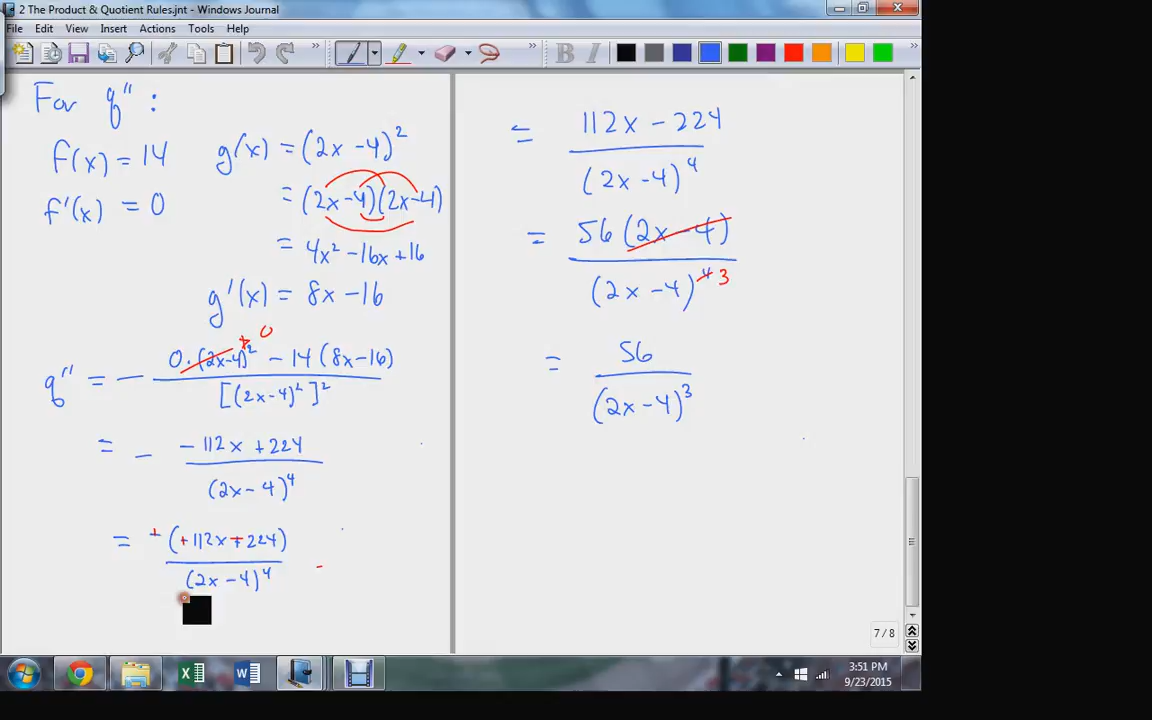 2 The Product & Quotient Rules.jnt - Windows Journal
File Edit View Insert Actions Tools Help
For q'' :
f(x) = 14
f'(x) = 0
g(x) = (2x - 4)²
= (2x-4)(2x-4)
= 4x² - 16x + 16
g'(x) = 8x - 16
0
q'' = - 0·(2x-4)² - 14(8x-16)
[(2x-4)²]²
= - -112x + 224
(2x-4)⁴
= + (+112x - 224)
(2x-4)⁴
= 112x - 224
(2x-4)⁴
= 56(2x-4)
(2x-4)⁴ 3
= 56
(2x-4)³
7 / 8
3:51 PM
9/23/2015